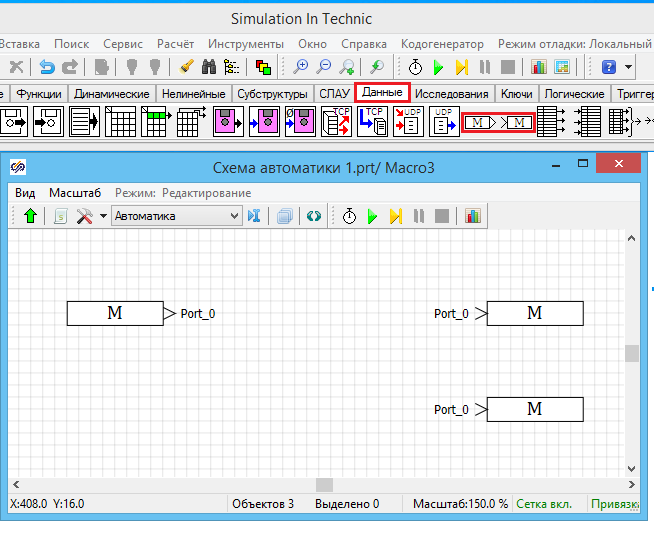 Simulation In Technic
Вставка Поиск Сервис Расчёт Инструменты Окно Справка Кодогенератор Режим отладки: Локальный
е Функции Динамические Нелинейные Субструктуры СПАУ Данные Исследования Ключи Логические Триггер
TCP TCP UDP UDP M M
Схема автоматики 1.prt/ Macro3
Вид Масштаб Режим: Редактирование
Автоматика
M Port_0 Port_0 M
Port_0 M
X:408.0 Y:16.0 Объектов 3 Выделено 0 Масштаб:150.0 % Сетка вкл. Привязк